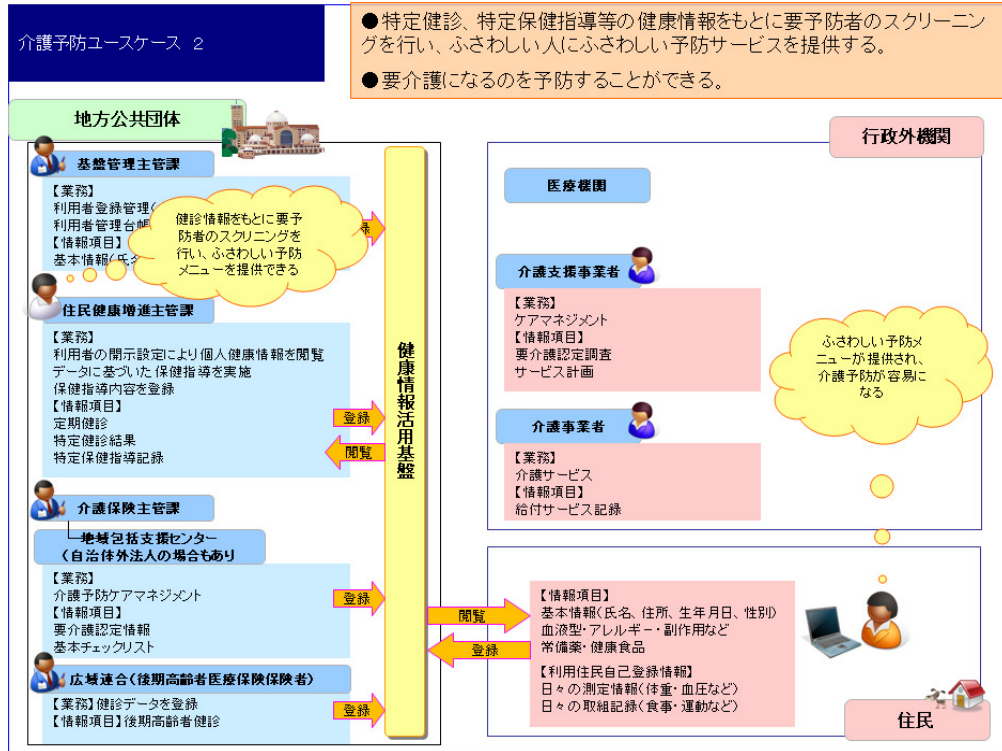 介護予防ユースケース 2
●特定健診、特定保健指導等の健康情報をもとに要予防者のスクリーニン
グを行い、ふさわしい人にふさわしい予防サービスを提供する。
●要介護になるのを予防することができる。
地方公共団体
基盤管理主管課
【業務】
利用者登録管理(
利用者管理台帳
【情報項目】
基本情報(氏名
健診情報をもとに要予
防者のスクリニングを
行い、ふさわしい予防
メニューを提供できる
録
住民健康増進主管課
【業務】
利用者の開示設定により個人健康情報を閲覧
データに基づいた保健指導を実施
保健指導内容を登録
【情報項目】
定期健診
特定健診結果
特定保健指導記録
登録
閲覧
介護保険主管課
地域包括支援センター
(自治体外法人の場合もあり
【業務】
介護予防ケアマネジメント
【情報項目】
要介護認定情報
基本チェックリスト
登録
広域連合(後期高齢者医療保険保険者)
【業務】健診データを登録
【情報項目】後期高齢者健診
登録
健康情報活用基盤
行政外機関
医療機関
介護支援事業者
【業務】
ケアマネジメント
【情報項目】
要介護認定調査
サービス計画
介護事業者
【業務】
介護サービス
【情報項目】
給付サービス記録
ふさわしい予防メ
ニューが提供され、
介護予防が容易に
なる
閲覧
登録
【情報項目】
基本情報(氏名、住所、生年月日、性別)
血液型・アレルギー・副作用など
常備薬・健康食品
【利用住民自己登録情報】
日々の測定情報(体重・血圧など)
日々の取組記録(食事・運動など)
住民